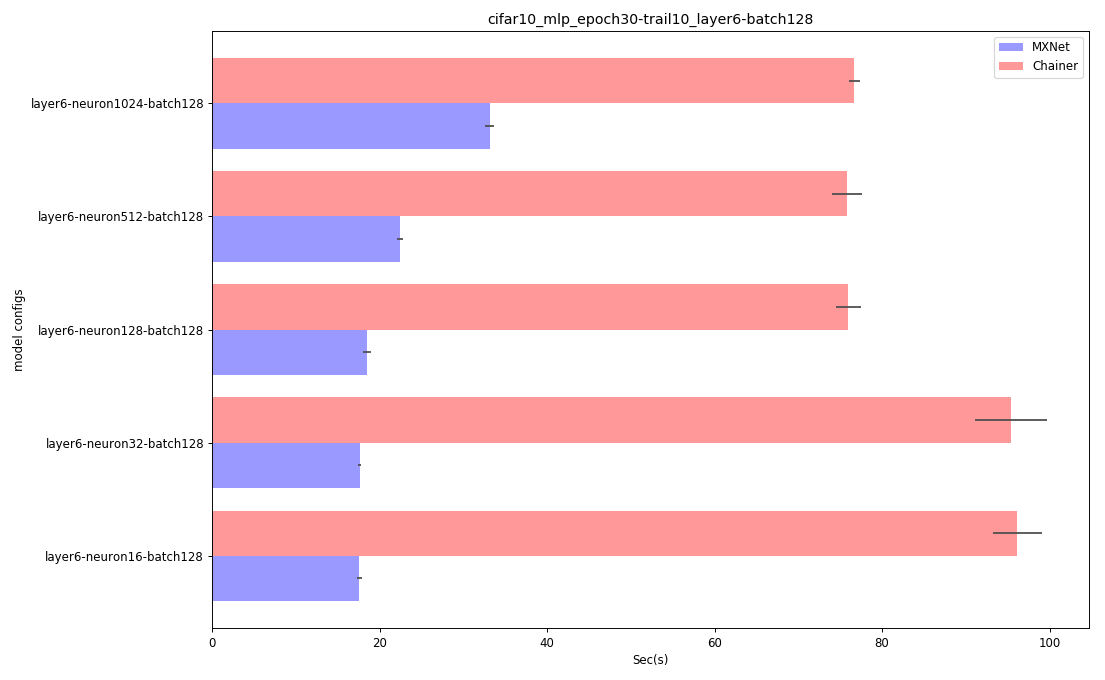 cifar10_mlp_epoch30-trail10_layer6-batch128
MXNet
Chainer
layer6-neuron1024-batch128
layer6-neuron512-batch128
layer6-neuron128-batch128
layer6-neuron32-batch128
layer6-neuron16-batch128
model configs
0 20 40 60 80 100
Sec(s)